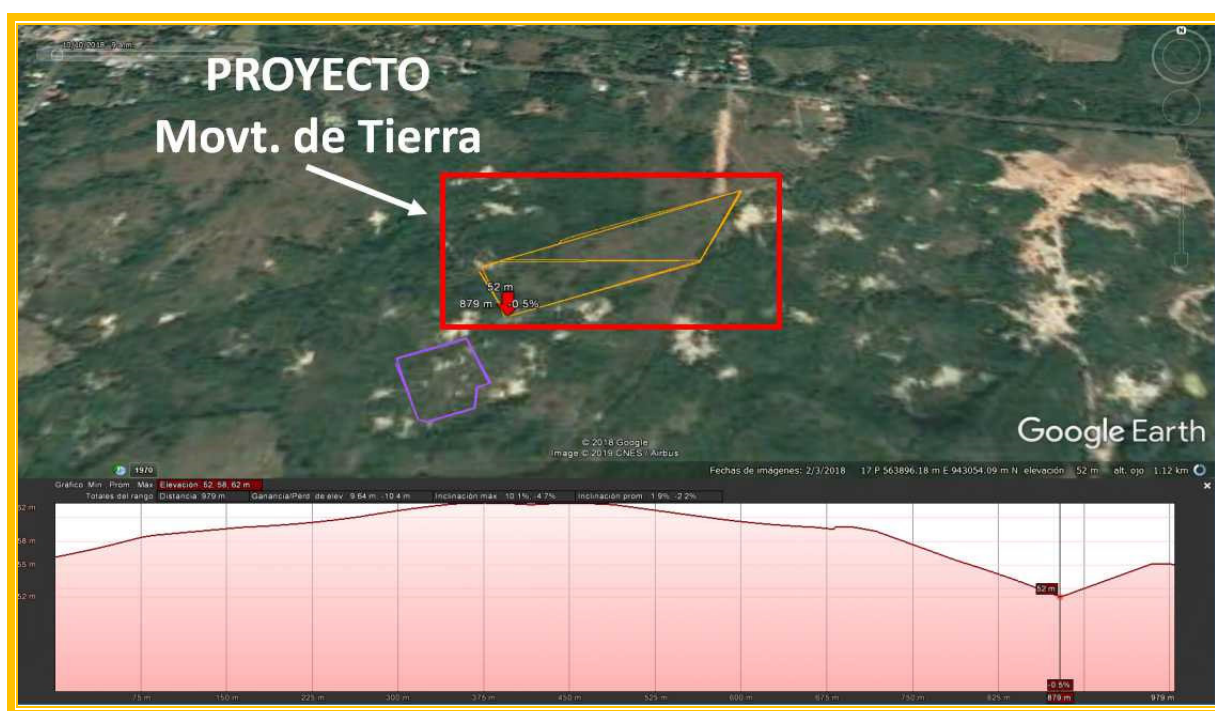 PROYECTO
Movt. de Tierra
N
52 m
879 m -0.5%
© 2018 Google
Image © 2019 CNES / Airbus
Google Earth
1970
Fechas de imágenes: 2/3/2018 17 P 563896.18 m E 943054.09 m N elevación 52 m alt. ojo 1.12 km
Gráfico: Mín., Prom., Máx. Elevación: 52, 58, 62 m
Totales del rango: Distancia: 979 m Ganancia/Pérd. de elev.: 9.64 m, -10.4 m Inclinación máx.: 10.1%, -4.7% Inclinación prom.: 1.9%, -2.2%
62 m
58 m
55 m
52 m
52 m
-0.5%
75 m 150 m 225 m 300 m 375 m 450 m 525 m 600 m 675 m 750 m 825 m 879 m 979 m